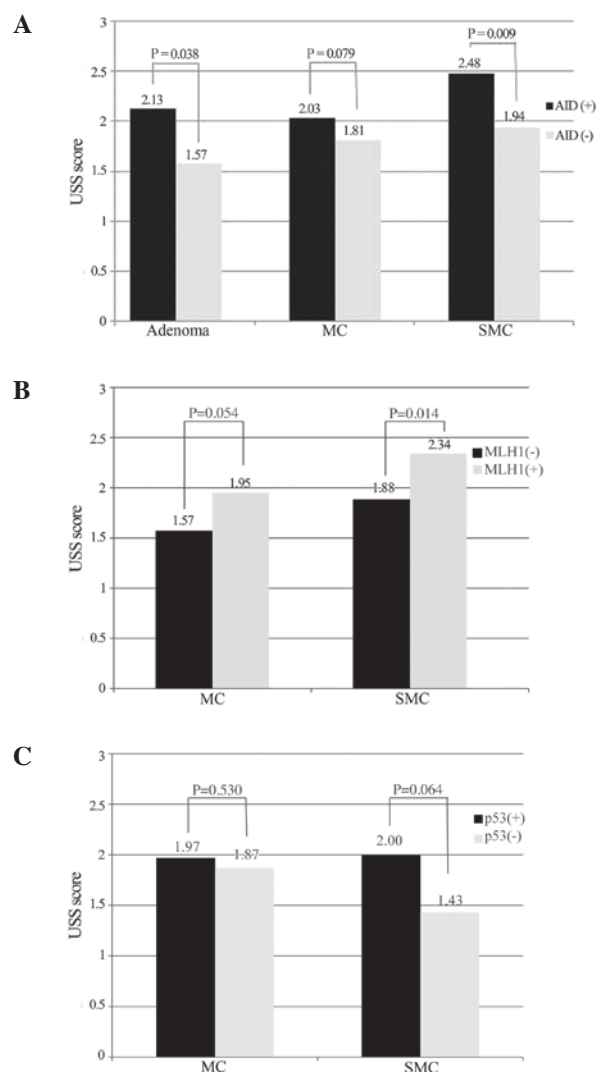 A
3
P = 0.038 P = 0.079 P = 0.009
2.5 2.48
2.13 2.03
2 1.94 AID (+)
1.81 AID (-)
1.57
1.5
USS score
1
0.5
0
Adenoma MC SMC
B
3
P=0.054 P=0.014
2.5
2.34 MLH1(-)
MLH1(+)
2 1.95 1.88
1.57
1.5
USS score
1
0.5
0
MC SMC
C
3
P=0.530 P=0.064
2.5
p53(+)
p53(-)
2 1.97 1.87 2.00
1.5 1.43
USS score
1
0.5
0
MC SMC